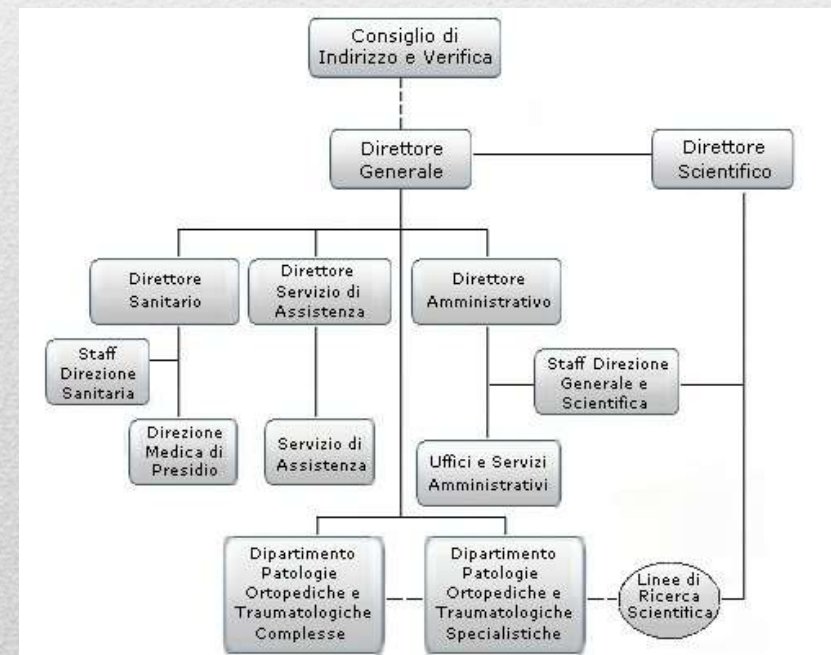 Consiglio di
Indirizzo e Verifica
Direttore
Generale
Direttore
Scientifico
Direttore
Sanitario
Direttore
Servizio di
Assistenza
Direttore
Amministrativo
Staff
Direzione
Sanitaria
Staff Direzione
Generale e
Scientifica
Direzione
Medica di
Presidio
Servizio di
Assistenza
Uffici e Servizi
Amministrativi
Dipartimento
Patologie
Ortopediche e
Traumatologiche
Complesse
Dipartimento
Patologie
Ortopediche e
Traumatologiche
Specialistiche
Linee di
Ricerca
Scientifica